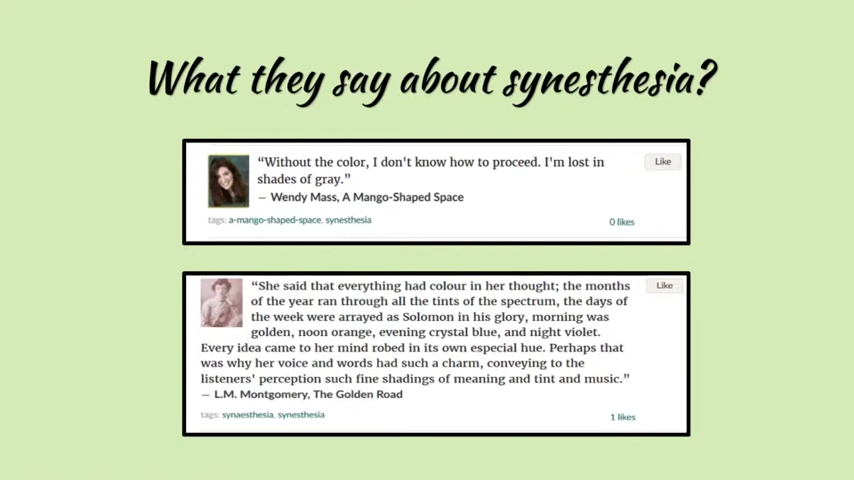 What they say about synesthesia?
“Without the color, I don't know how to proceed. I'm lost in
shades of gray.”
— Wendy Mass, A Mango-Shaped Space
tags: a-mango-shaped-space, synesthesia
Like
0 likes
“She said that everything had colour in her thought; the months
of the year ran through all the tints of the spectrum, the days of
the week were arrayed as Solomon in his glory, morning was
golden, noon orange, evening crystal blue, and night violet.
Every idea came to her mind robed in its own especial hue. Perhaps that
was why her voice and words had such a charm, conveying to the
listeners' perception such fine shadings of meaning and tint and music.”
— L.M. Montgomery, The Golden Road
tags: synaesthesia, synesthesia
Like
1 likes